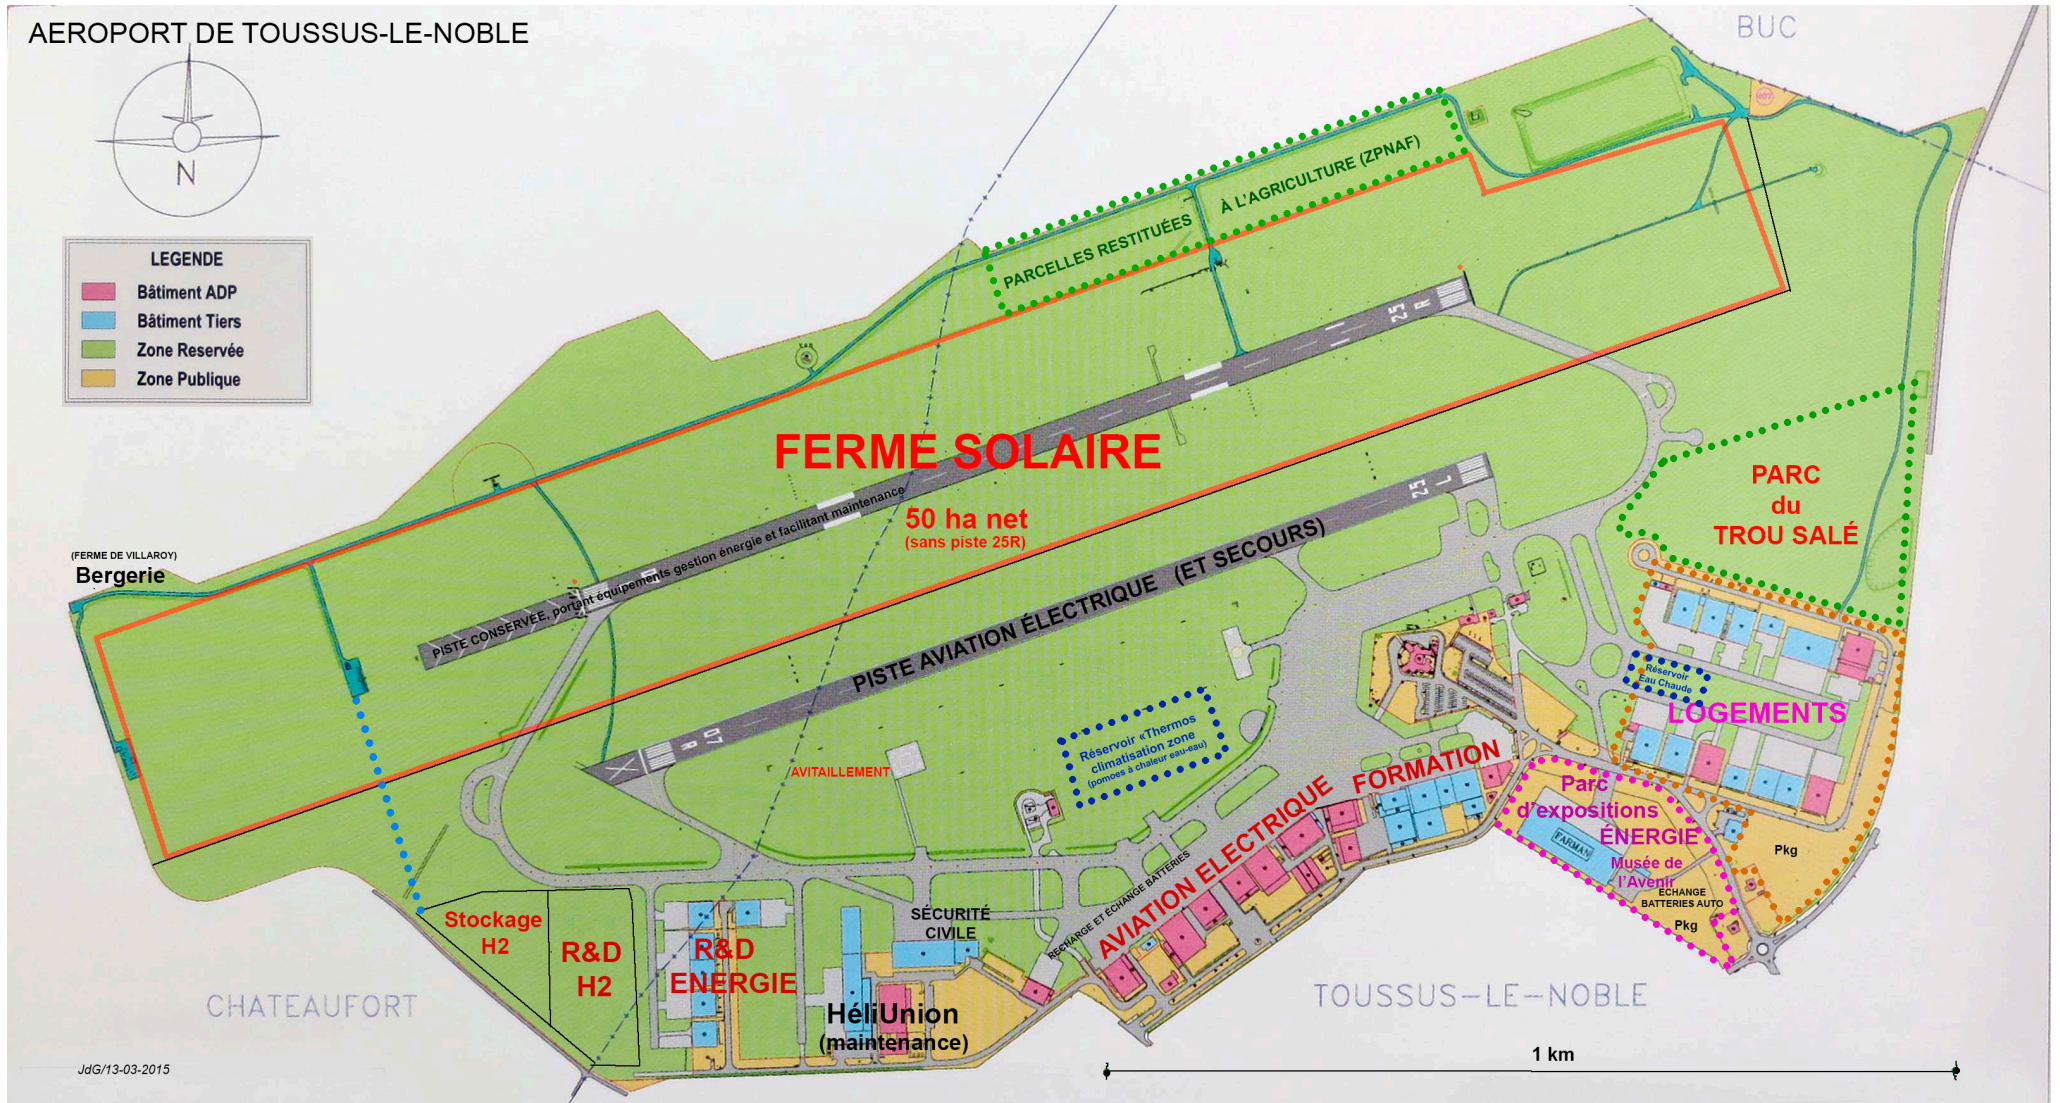 AEROPORT DE TOUSSUS-LE-NOBLE
BUC
N
LEGENDE
Bâtiment ADP
Bâtiment Tiers
Zone Reservée
Zone Publique
PARCELLES RESTITUÉES
À L'AGRICULTURE (ZPNAF)
25
R
FERME SOLAIRE
50 ha net
(sans piste 25R)
PISTE CONSERVÉE, portant équipements gestion énergie et facilitant maintenance
25
L
PISTE AVIATION ÉLECTRIQUE (ET SECOURS)
07
R
X
PARC
du
TROU SALÉ
(FERME DE VILLAROY)
Bergerie
Réservoir
Eau Chaude
LOGEMENTS
Réservoir «Thermos
climatisation zone
(pomoes à chaleur eau-eau)
AVITAILLEMENT
FORMATION
AVIATION ELECTRIQUE
RECHARGE ET ÉCHANGE BATTERIES
Parc
d'expositions
ÉNERGIE
FARMAN
Musée de
l'Avenir
ECHANGE
BATTERIES AUTO
Pkg
Pkg
Stockage
H2
R&D
H2
R&D
ENERGIE
SÉCURITÉ
CIVILE
HéliUnion
(maintenance)
CHATEAUFORT
TOUSSUS-LE-NOBLE
1 km
JdG/13-03-2015